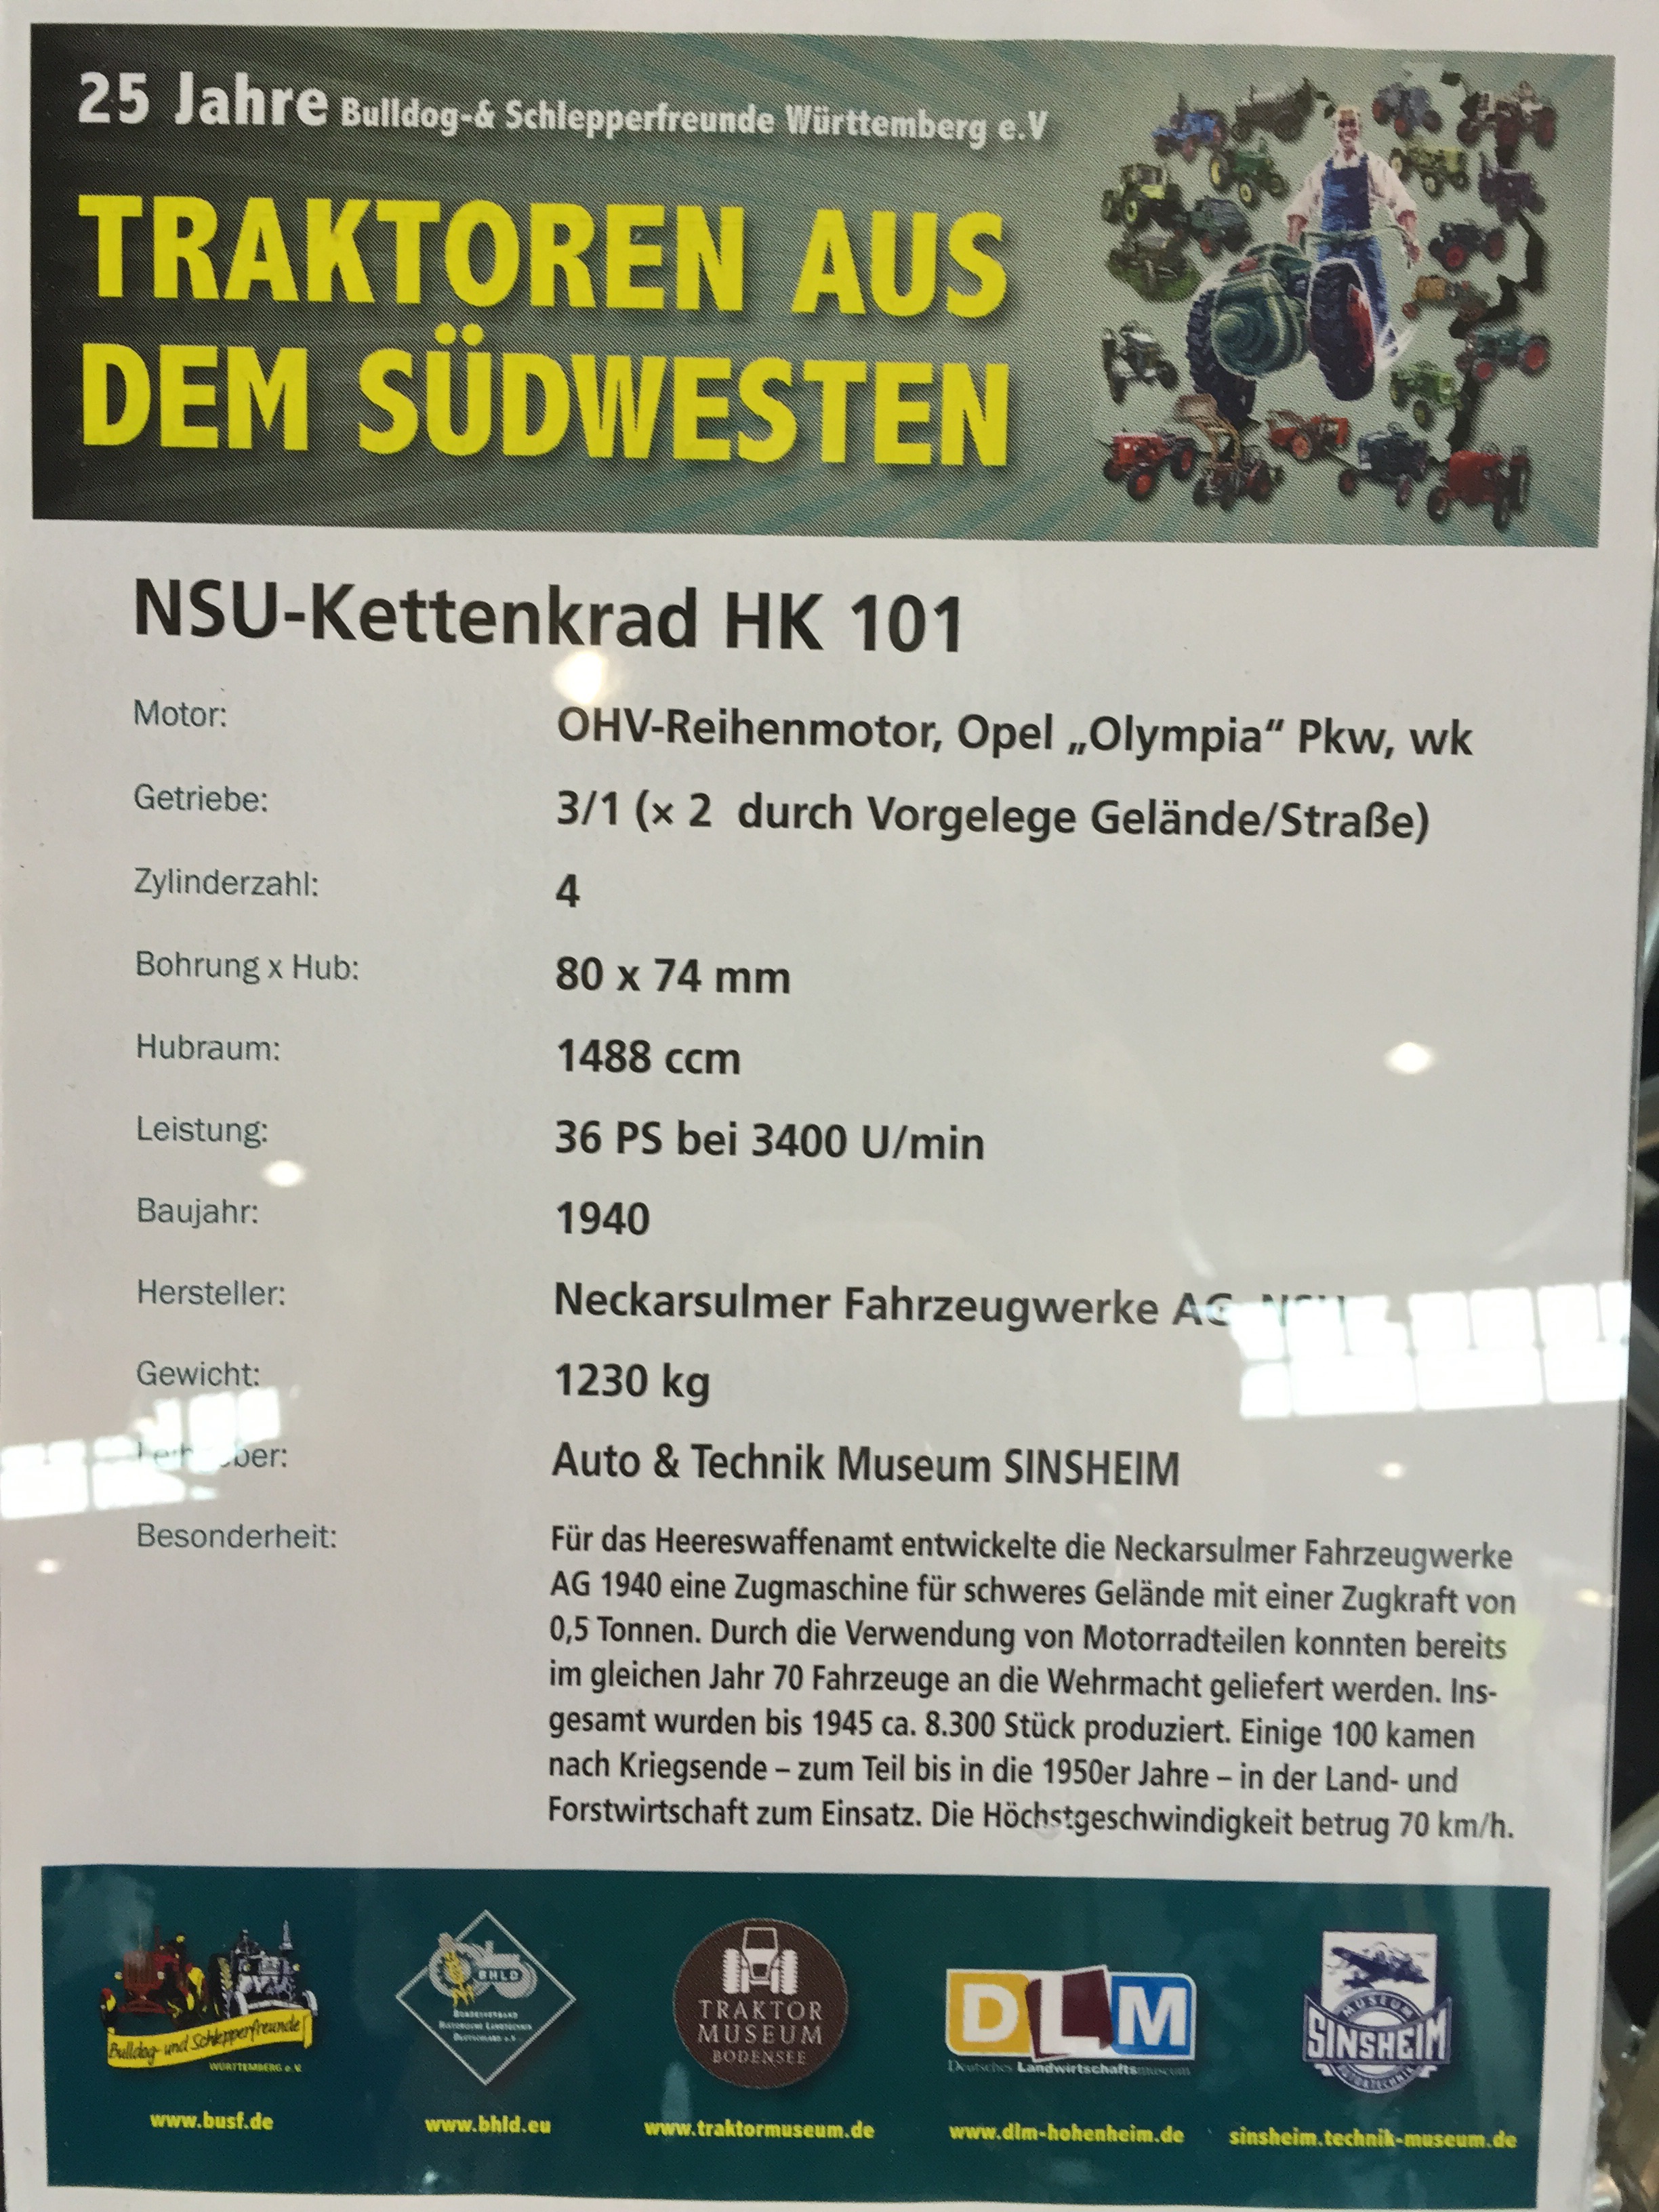 25 Jahre Bulldog-& Schlepperfreunde Württemberg e.V
TRAKTOREN AUS
DEM SÜDWESTEN
NSU-Kettenkrad HK 101
Motor: OHV-Reihenmotor, Opel „Olympia“ Pkw, wk
Getriebe: 3/1 (x 2 durch Vorgelege Gelände/Straße)
Zylinderzahl: 4
Bohrung x Hub: 80 x 74 mm
Hubraum: 1488 ccm
Leistung: 36 PS bei 3400 U/min
Baujahr: 1940
Hersteller: Neckarsulmer Fahrzeugwerke AG NSU
Gewicht: 1230 kg
Auto & Technik Museum SINSHEIM
Besonderheit: Für das Heereswaffenamt entwickelte die Neckarsulmer Fahrzeugwerke
AG 1940 eine Zugmaschine für schweres Gelände mit einer Zugkraft von
0,5 Tonnen. Durch die Verwendung von Motorradteilen konnten bereits
im gleichen Jahr 70 Fahrzeuge an die Wehrmacht geliefert werden. Ins-
gesamt wurden bis 1945 ca. 8.300 Stück produziert. Einige 100 kamen
nach Kriegsende – zum Teil bis in die 1950er Jahre – in der Land- und
Forstwirtschaft zum Einsatz. Die Höchstgeschwindigkeit betrug 70 km/h.
Bulldog- und Schlepperfreunde
WÜRTTEMBERG e.V.
BHLD
BUNDESVERBAND
HISTORISCHE LANDTECHNIK
DEUTSCHLAND e.V.
TRAKTOR
MUSEUM
BODENSEE
DLM
Deutsches Landwirtschaftsmuseum
MUSEUM
SINSHEIM
www.busf.de
www.bhld.eu
www.traktormuseum.de
www.dlm-hohenheim.de
sinsheim.technik-museum.de